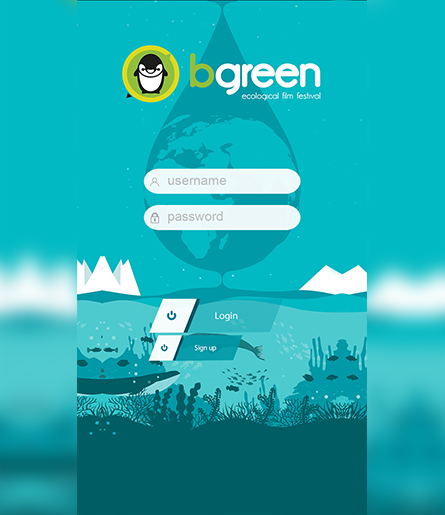 bgreen
ecological film festival
username
password
Login
Sign up